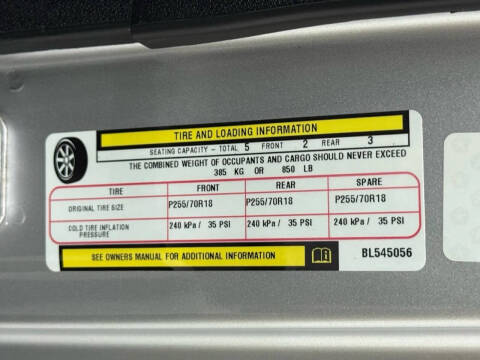 TIRE AND LOADING INFORMATION
SEATING CAPACITY - TOTAL 5 FRONT 2 REAR 3
THE COMBINED WEIGHT OF OCCUPANTS AND CARGO SHOULD NEVER EXCEED
385 KG OR 850 LB
TIRE FRONT REAR SPARE
ORIGINAL TIRE SIZE P255/70R18 P255/70R18 P255/70R18
COLD TIRE INFLATION
PRESSURE 240 kPa / 35 PSI 240 kPa / 35 PSI 240 kPa / 35 PSI
SEE OWNERS MANUAL FOR ADDITIONAL INFORMATION BL545056